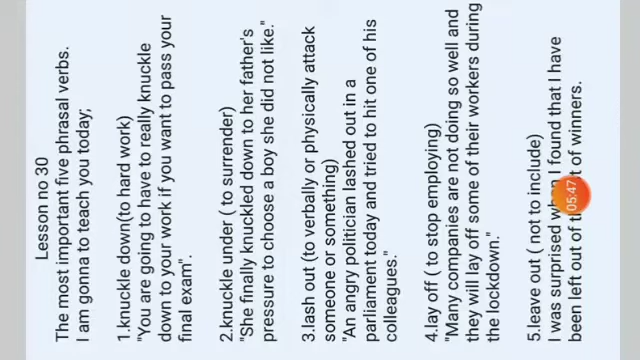 Lesson no 30
The most important five phrasal verbs.
I am gonna to teach you today;
1.knuckle down(to hard work)
"You are going to have to really knuckle
down to your work if you want to pass your
final exam".
2.knuckle under ( to surrender)
"She finally knuckled down to her father's
pressure to choose a boy she did not like."
3.lash out (to verbally or physically attack
someone or something)
"An angry politician lashed out in a
parliament today and tried to hit one of his
colleagues."
4.lay off ( to stop employing)
"Many companies are not doing so well and
they will lay off some of their workers during
the lockdown."
5.leave out ( not to include)
I was surprised I found that I have
been left out of of winners.
05:47